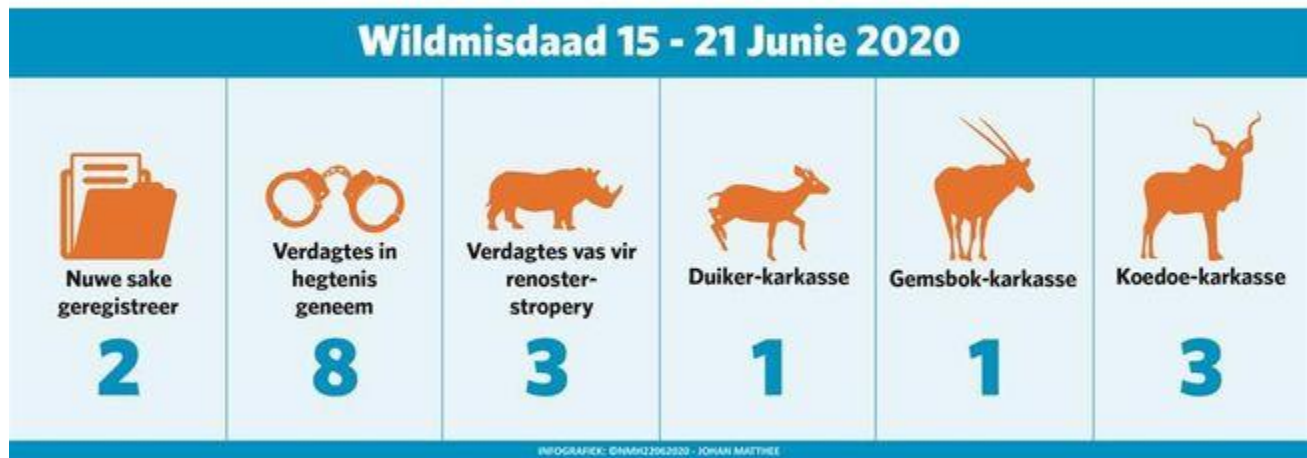 Wildmisdaad 15 - 21 Junie 2020
Nuwe sake
geregistreer
2
Verdagtes in
hegtenis
geneem
8
Verdagtes vas vir
renoster-
stropery
3
Duiker-karkasse
1
Gemsbok-karkasse
1
Koedoe-karkasse
3
INFOGRAFIEK: ©NMH22062020 - JOHAN MATTHEE